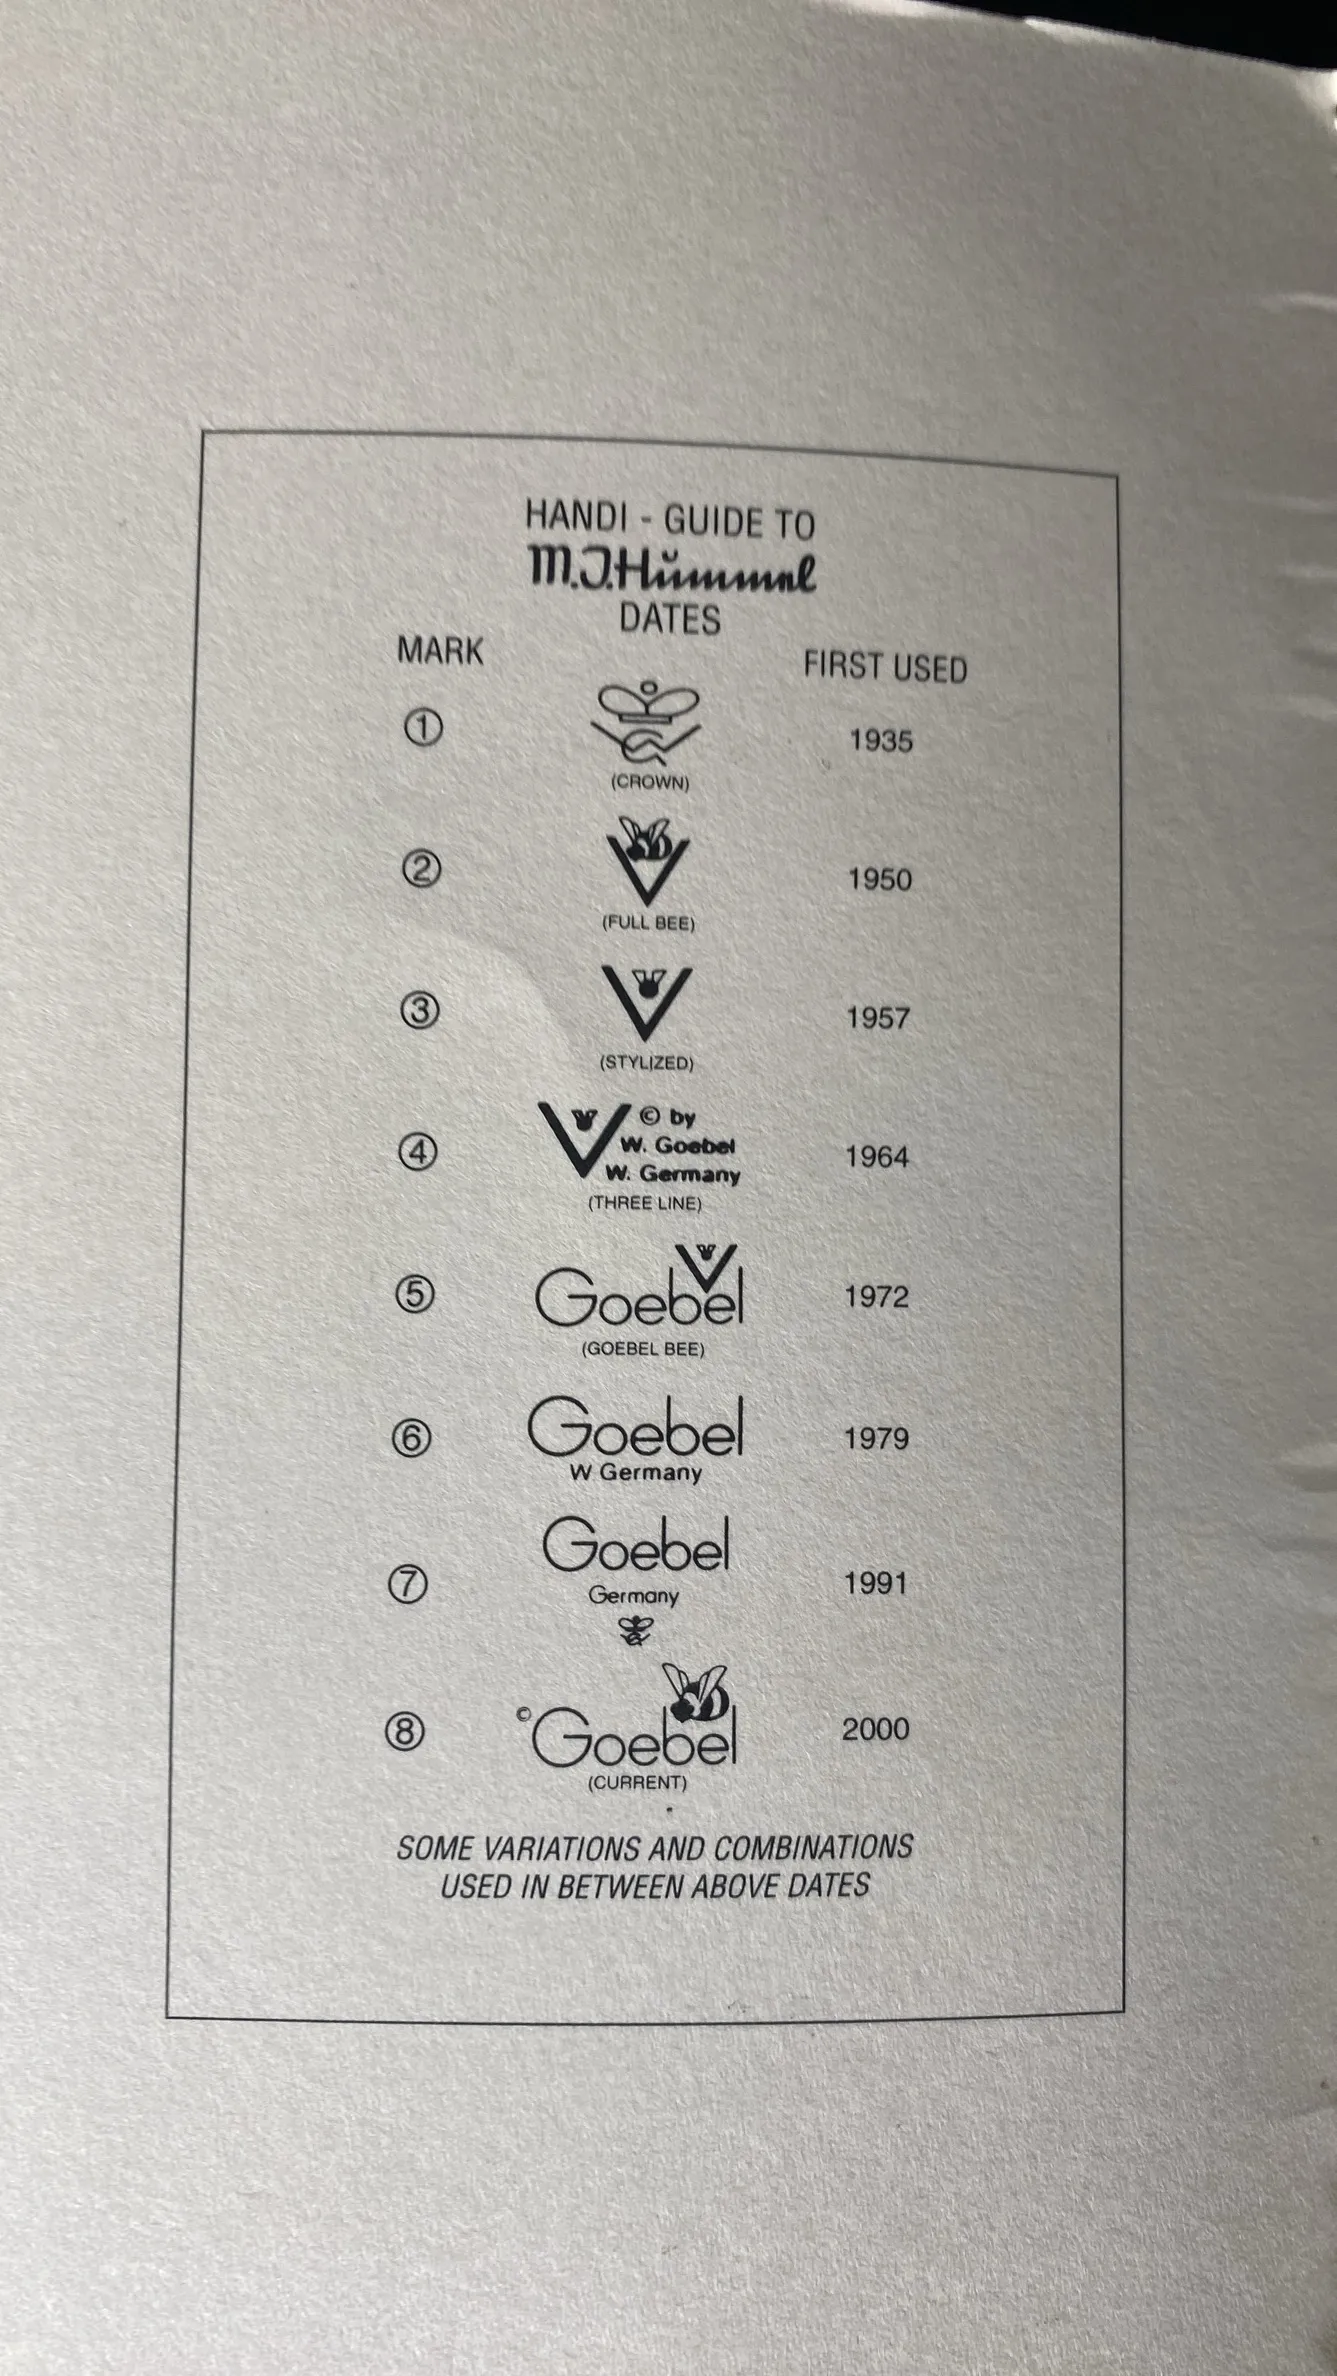 HANDI - GUIDE TO
M.J.Hŭmmel
DATES
MARK FIRST USED
① 1935
(CROWN)
② 1950
(FULL BEE)
③ 1957
(STYLIZED)
④ © by
W. Goebel
W. Germany 1964
(THREE LINE)
⑤ Goebel 1972
(GOEBEL BEE)
⑥ Goebel 1979
W Germany
⑦ Goebel 1991
Germany
⑧ © Goebel 2000
(CURRENT)
SOME VARIATIONS AND COMBINATIONS
USED IN BETWEEN ABOVE DATES